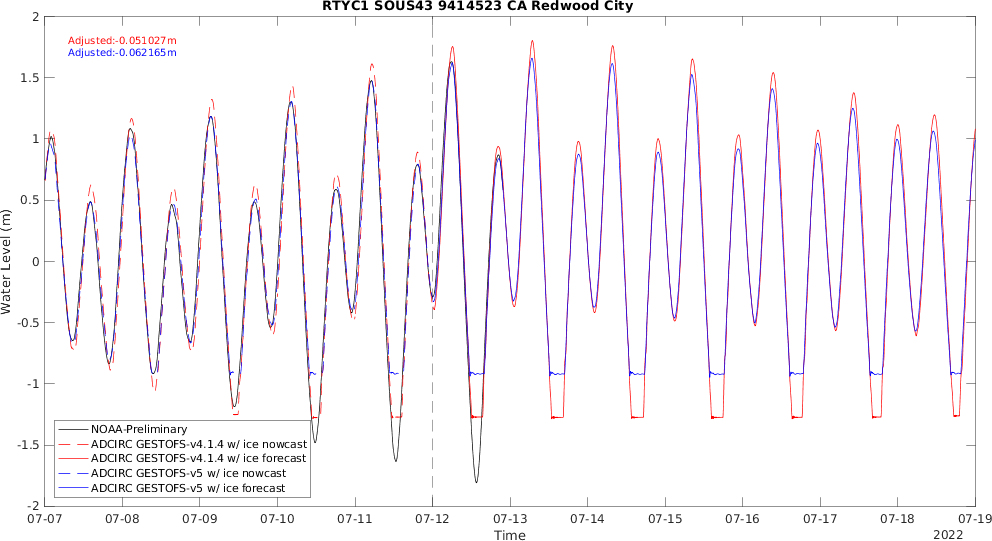 RTYC1 SOUS43 9414523 CA Redwood City
Adjusted:-0.051027m
Adjusted:-0.062165m
2
1.5
1
0.5
0
-0.5
-1
-1.5
-2
Water Level (m)
NOAA-Preliminary
ADCIRC GESTOFS-v4.1.4 w/ ice nowcast
ADCIRC GESTOFS-v4.1.4 w/ ice forecast
ADCIRC GESTOFS-v5 w/ ice nowcast
ADCIRC GESTOFS-v5 w/ ice forecast
07-07 07-08 07-09 07-10 07-11 07-12 07-13 07-14 07-15 07-16 07-17 07-18 07-19
Time
2022